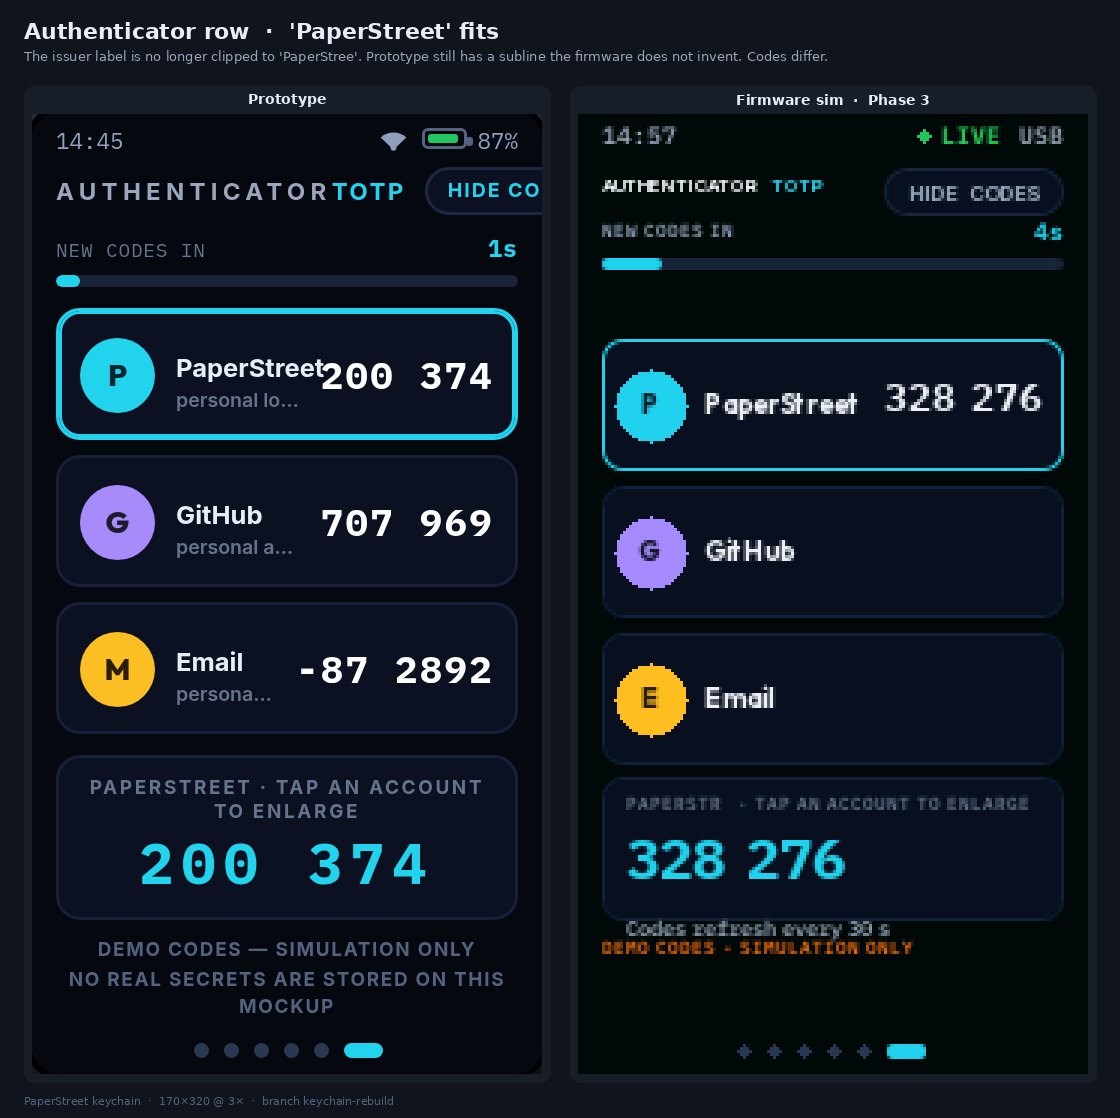 Authenticator row · 'PaperStreet' fits
The issuer label is no longer clipped to 'PaperStree'. Prototype still has a subline the firmware does not invent. Codes differ.
Prototype
14:45 87%
AUTHENTICATOR TOTP HIDE CO
NEW CODES IN 1s
P PaperStreet 200 374
personal lo...
G GitHub 707 969
personal a...
M Email -87 2892
persona...
PAPERSTREET · TAP AN ACCOUNT
TO ENLARGE
200 374
DEMO CODES — SIMULATION ONLY
NO REAL SECRETS ARE STORED ON THIS
MOCKUP
Firmware sim · Phase 3
14:57 LIVE USB
AUTHENTICATOR TOTP HIDE CODES
NEW CODES IN 4s
P PaperStreet 328 276
G GitHub
E Email
PAPERSTR - TAP AN ACCOUNT TO ENLARGE
328 276
Codes refresh every 30 s
DEMO CODES - SIMULATION ONLY
PaperStreet keychain · 170×320 @ 3× · branch keychain-rebuild